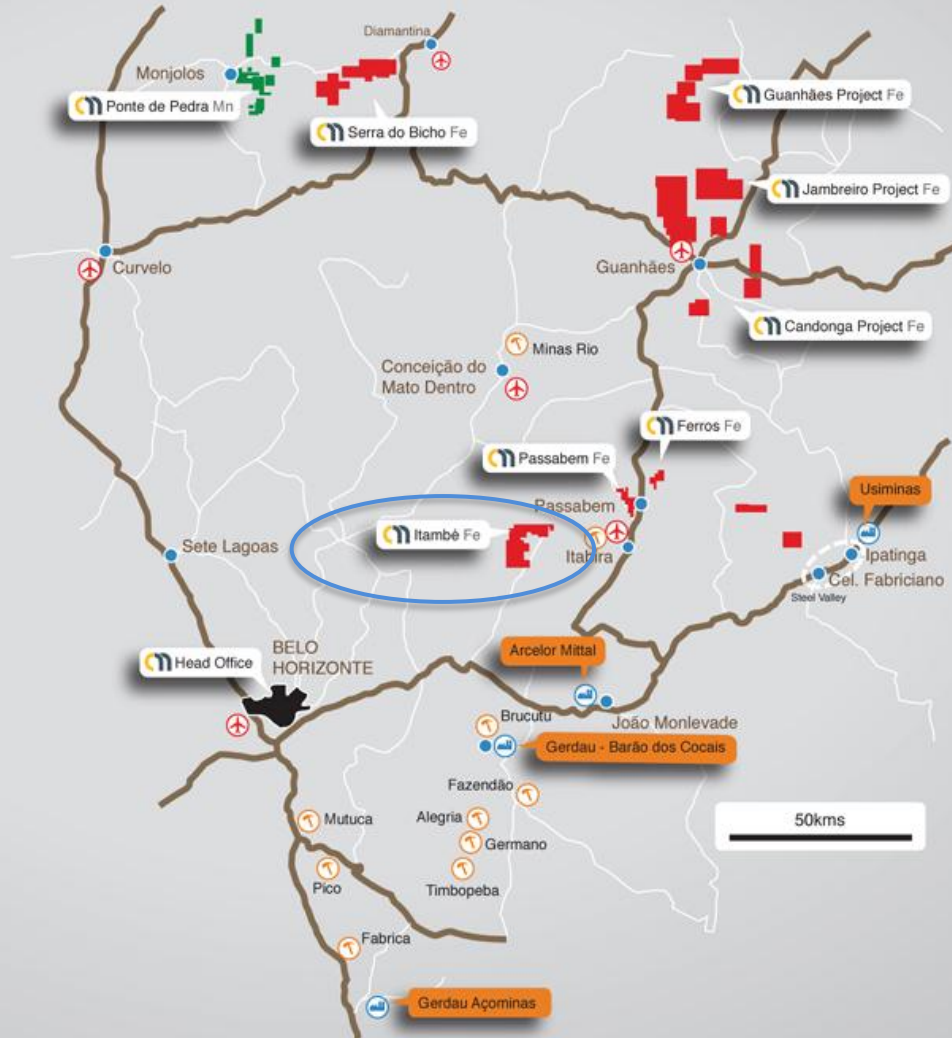 Diamantina
Monjolos
Ponte de Pedra Mn
Serra do Bicho Fe
Guanhães Project Fe
Jambreiro Project Fe
Curvelo
Guanhães
Candonga Project Fe
Minas Rio
Conceição do
Mato Dentro
Ferros Fe
Passabem Fe
Usiminas
Passabem
Itambè Fe
Sete Lagoas
Itabira
Ipatinga
Cel. Fabriciano
Steel Valley
BELO
HORIZONTE
Head Office
Arcelor Mittal
Brucutu
João Monlevade
Gerdau - Barão dos Cocais
Fazendão
Mutuca
Alegria
50kms
Germano
Pico
Timbopeba
Fabrica
Gerdau Açominas